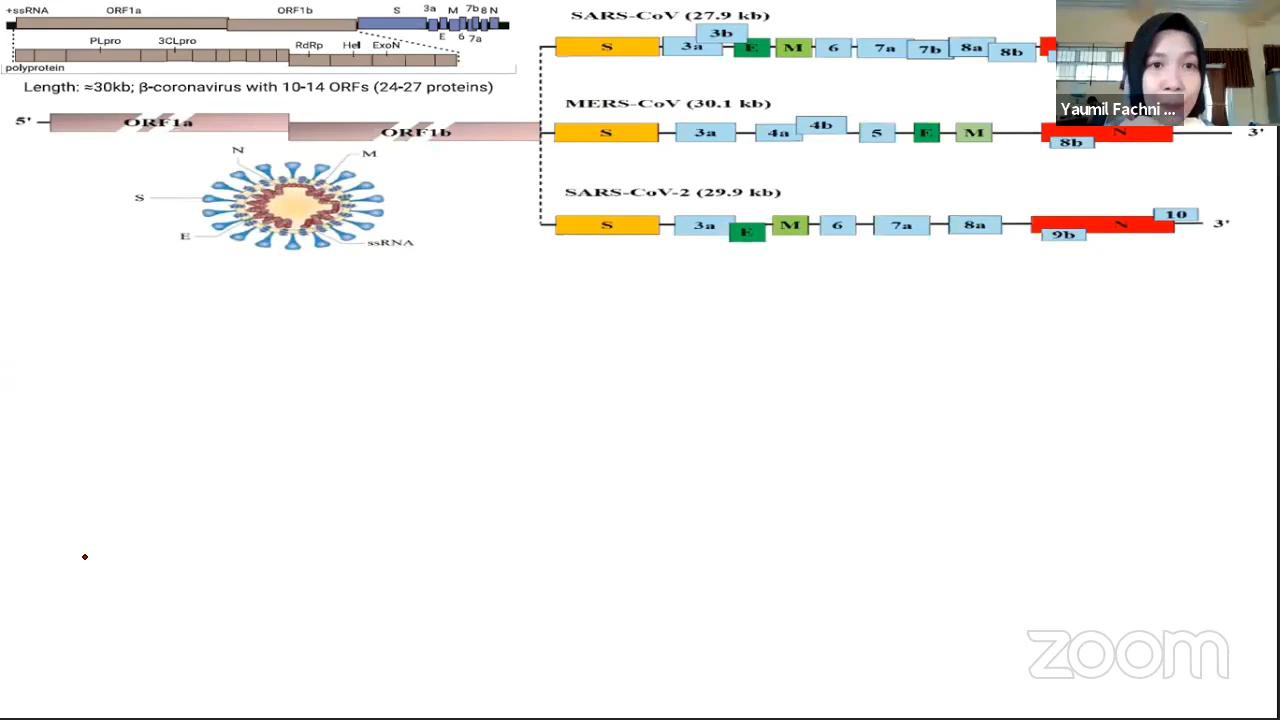 +ssRNA ORF1a ORF1b S 3a M 7b 8 N
E 6 7a
PLpro 3CLpro RdRp Hel ExoN
polyprotein
Length: ≈30kb; β-coronavirus with 10-14 ORFs (24-27 proteins)
5' ORF1a ORF1b
N M
S
E ssRNA
SARS-CoV (27.9 kb)
S 3a 3b E M 6 7a 7b 8a 8b
MERS-CoV (30.1 kb)
S 3a 4a 4b 5 E M 8b N 3'
SARS-CoV-2 (29.9 kb)
S 3a E M 6 7a 8a 9b N 10 3'
Yaumil Fachni ...
zoom